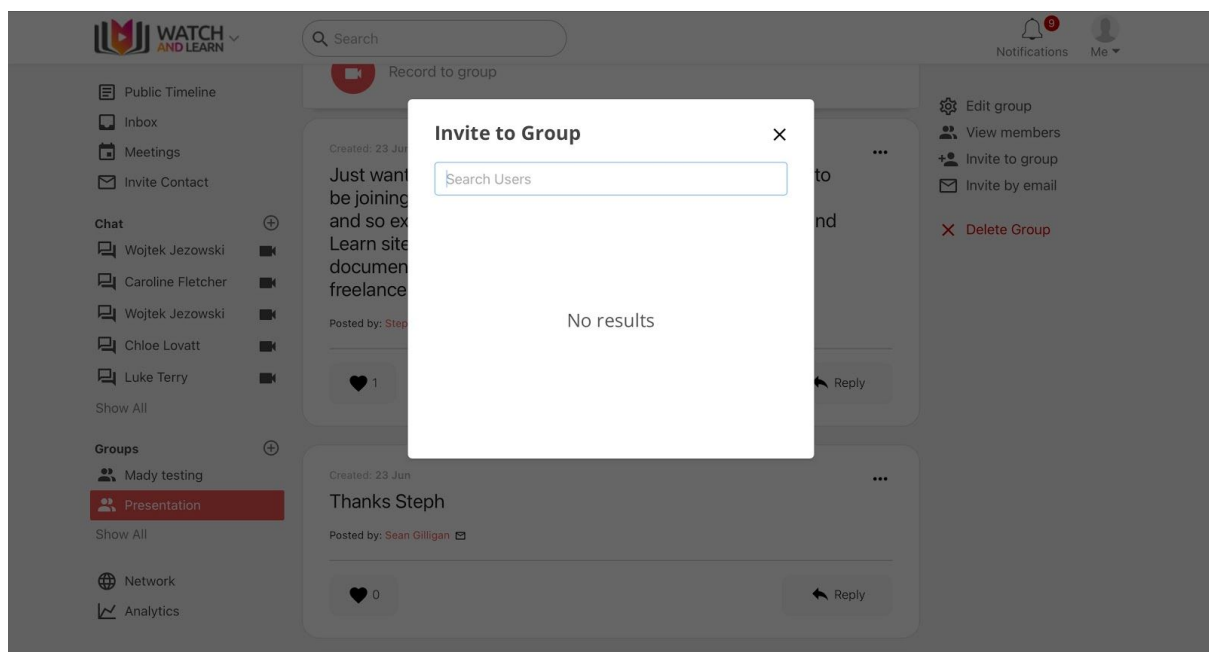 WATCH
AND LEARN
Search
9
Notifications
Me
Public Timeline
Inbox
Meetings
Invite Contact
Chat
Wojtek Jezowski
Caroline Fletcher
Wojtek Jezowski
Chloe Lovatt
Luke Terry
Show All
Groups
Mady testing
Presentation
Show All
Network
Analytics
Record to group
Created: 23 Jun
Just want to
be joining
and so ex nd
Learn site
documen
freelance
Posted by: Step
1
Reply
Created: 23 Jun
Thanks Steph
Posted by: Sean Gilligan
0
Reply
Invite to Group
Search Users
No results
Edit group
View members
Invite to group
Invite by email
Delete Group